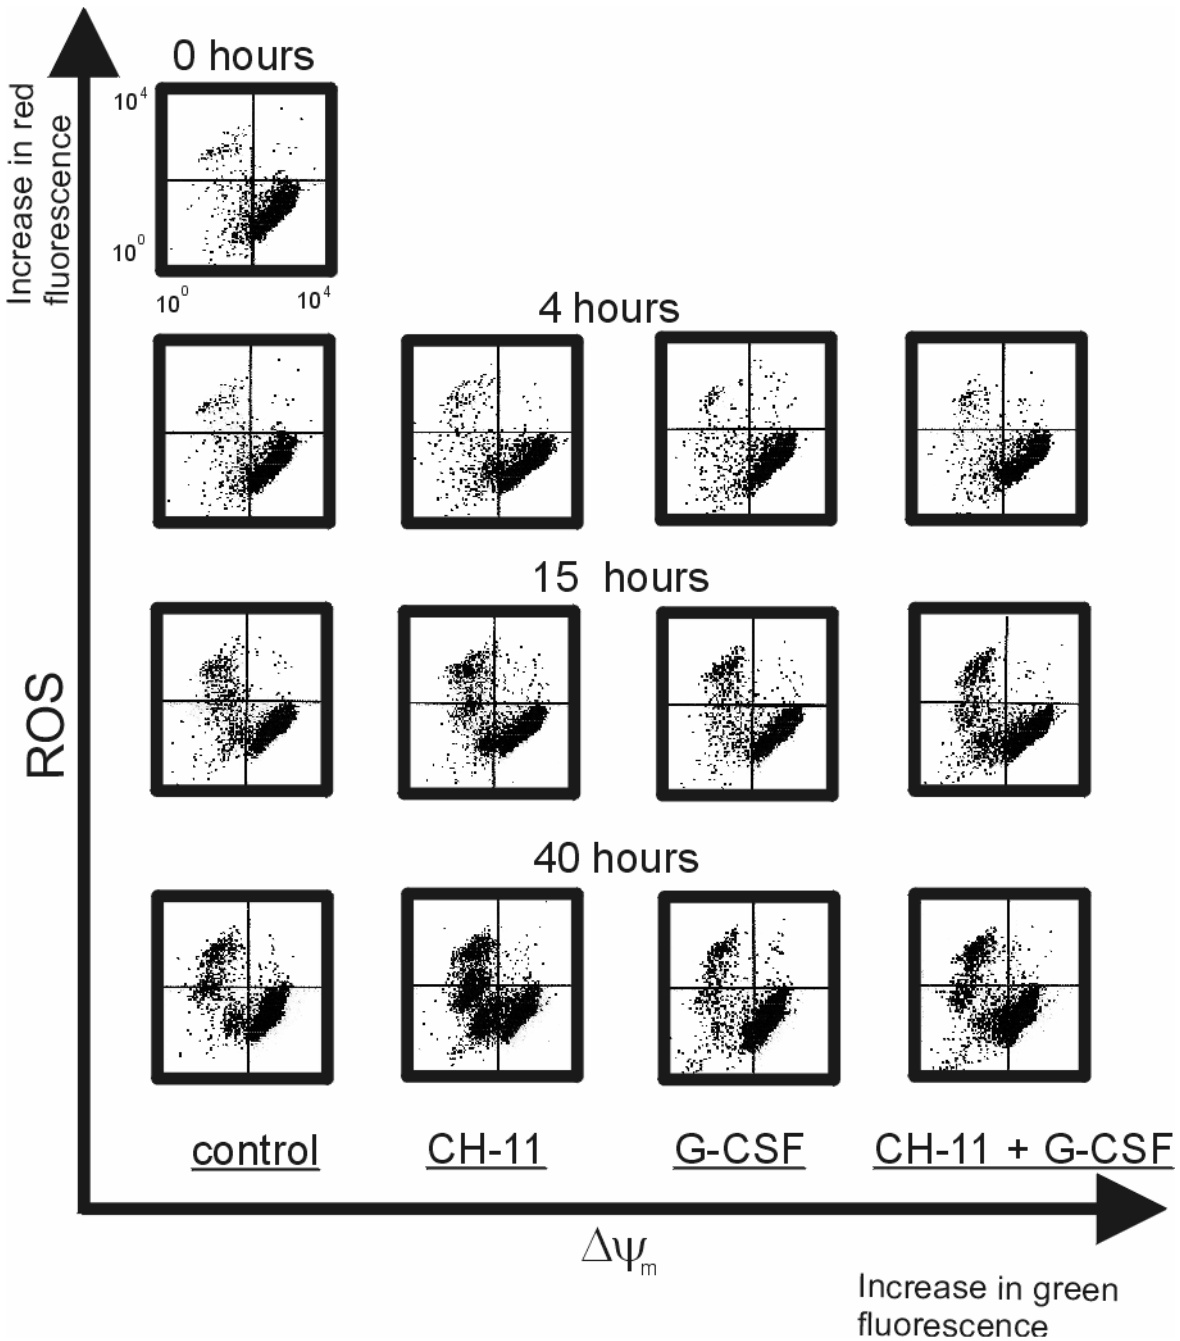 0 hours
Increase in red
fluorescence
10⁴
10⁰
10⁰
10⁴
4 hours
15 hours
ROS
40 hours
control
CH-11
G-CSF
CH-11 + G-CSF
Δψm
Increase in green
fluorescence